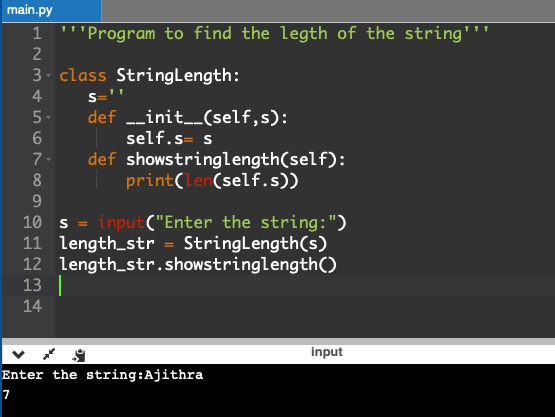 main.py
1 '''Program to find the legth of the string'''
2
3 class StringLength:
4 s=''
5 def __init__(self,s):
6 self.s= s
7 def showstringlength(self):
8 print(len(self.s))
9
10 s = input("Enter the string:")
11 length_str = StringLength(s)
12 length_str.showstringlength()
13
14
input
Enter the string:Ajithra
7